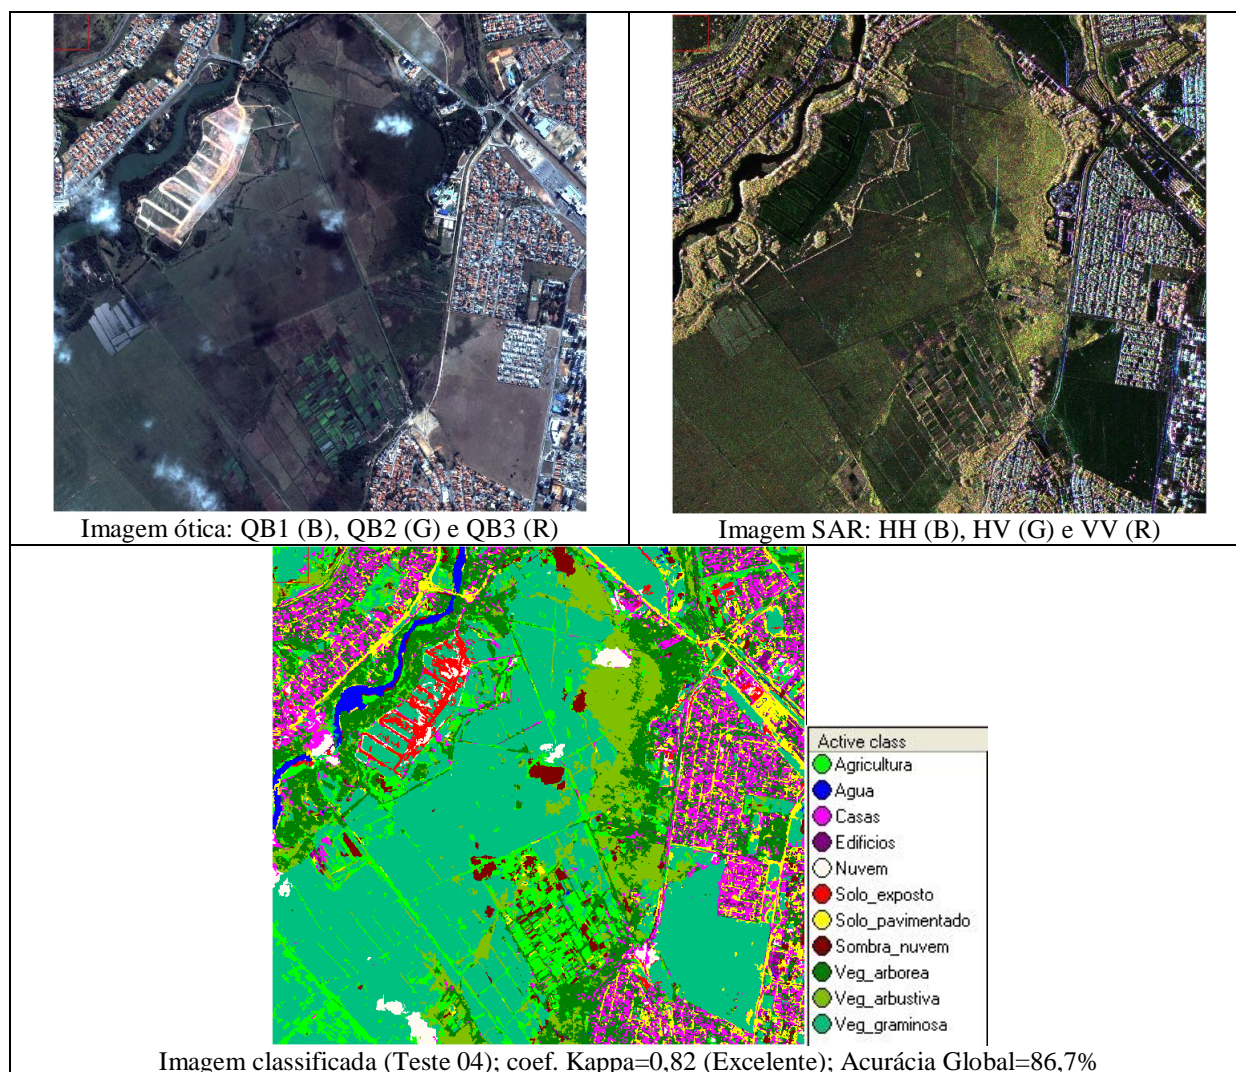 Imagem ótica: QB1 (B), QB2 (G) e QB3 (R)
Imagem SAR: HH (B), HV (G) e VV (R)
Active class
Agricultura
Agua
Casas
Edificios
Nuvem
Solo_exposto
Solo_pavimentado
Sombra_nuvem
Veg_arborea
Veg_arbustiva
Veg_graminosa
Imagem classificada (Teste 04); coef. Kappa=0,82 (Excelente); Acurácia Global=86,7%